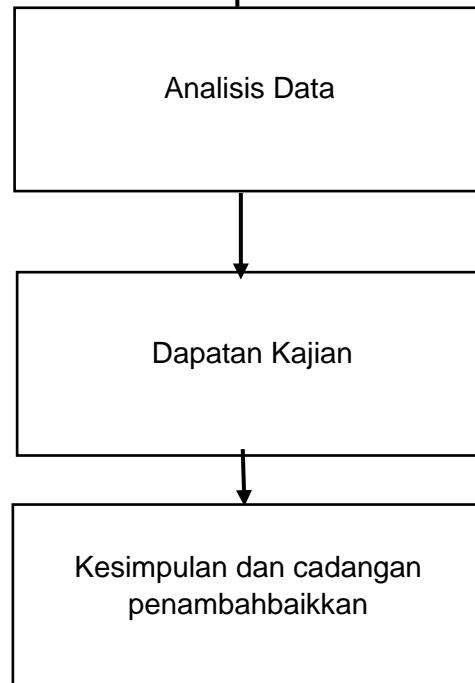 Analisis Data
Dapatan Kajian
Kesimpulan dan cadangan
penambahbaikkan